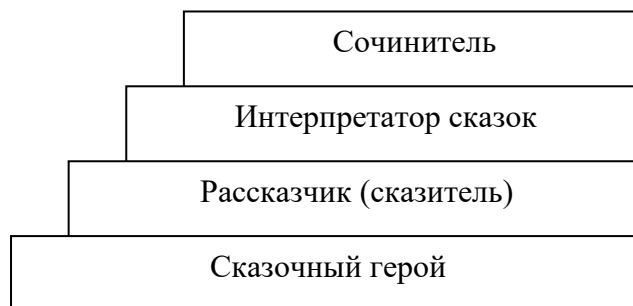 Сочинитель
Интерпретатор сказок
Рассказчик (сказитель)
Сказочный герой